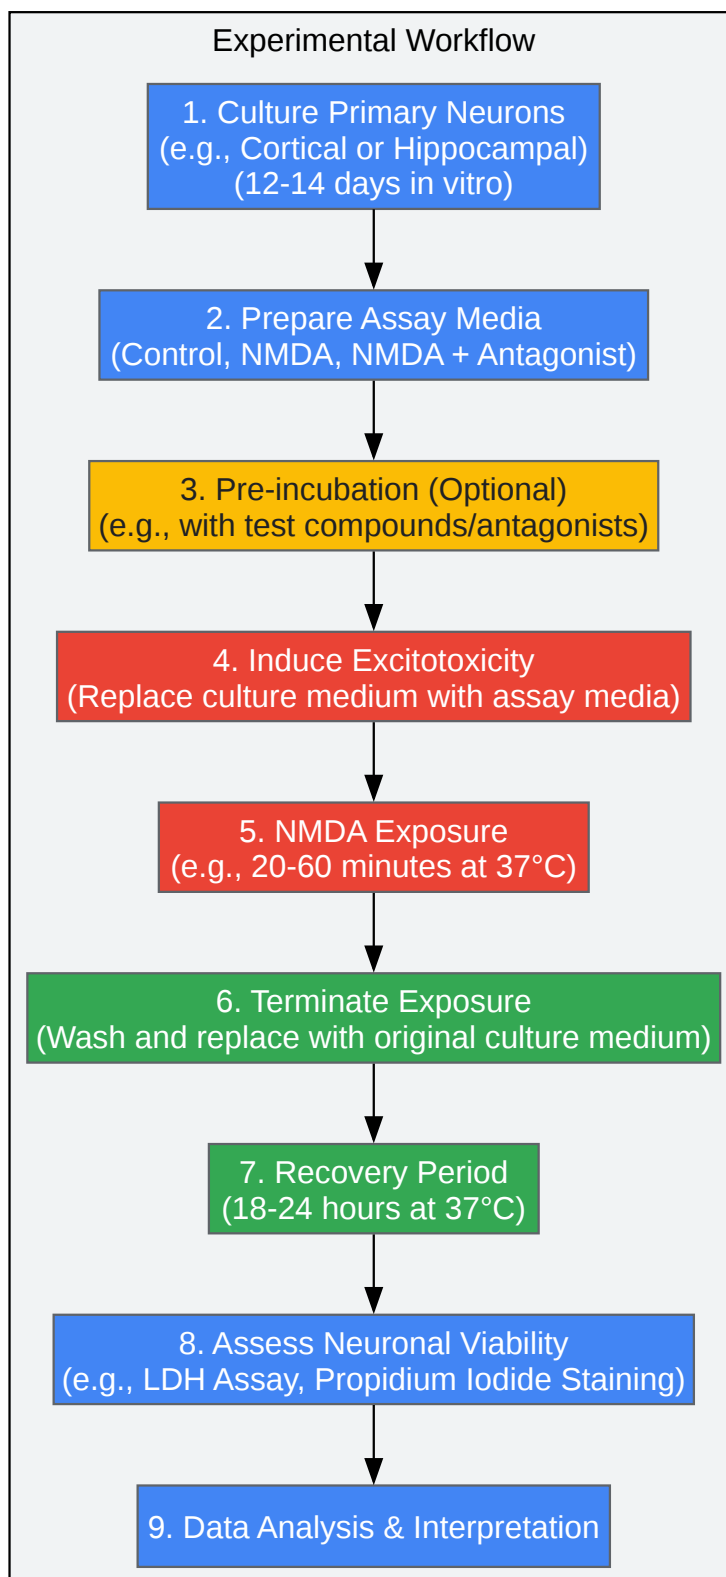 Experimental Workflow
1. Culture Primary Neurons
(e.g., Cortical or Hippocampal)
(12-14 days in vitro)
2. Prepare Assay Media
(Control, NMDA, NMDA + Antagonist)
3. Pre-incubation (Optional)
(e.g., with test compounds/antagonists)
4. Induce Excitotoxicity
(Replace culture medium with assay media)
5. NMDA Exposure
(e.g., 20-60 minutes at 37°C)
6. Terminate Exposure
(Wash and replace with original culture medium)
7. Recovery Period
(18-24 hours at 37°C)
8. Assess Neuronal Viability
(e.g., LDH Assay, Propidium Iodide Staining)
9. Data Analysis & Interpretation